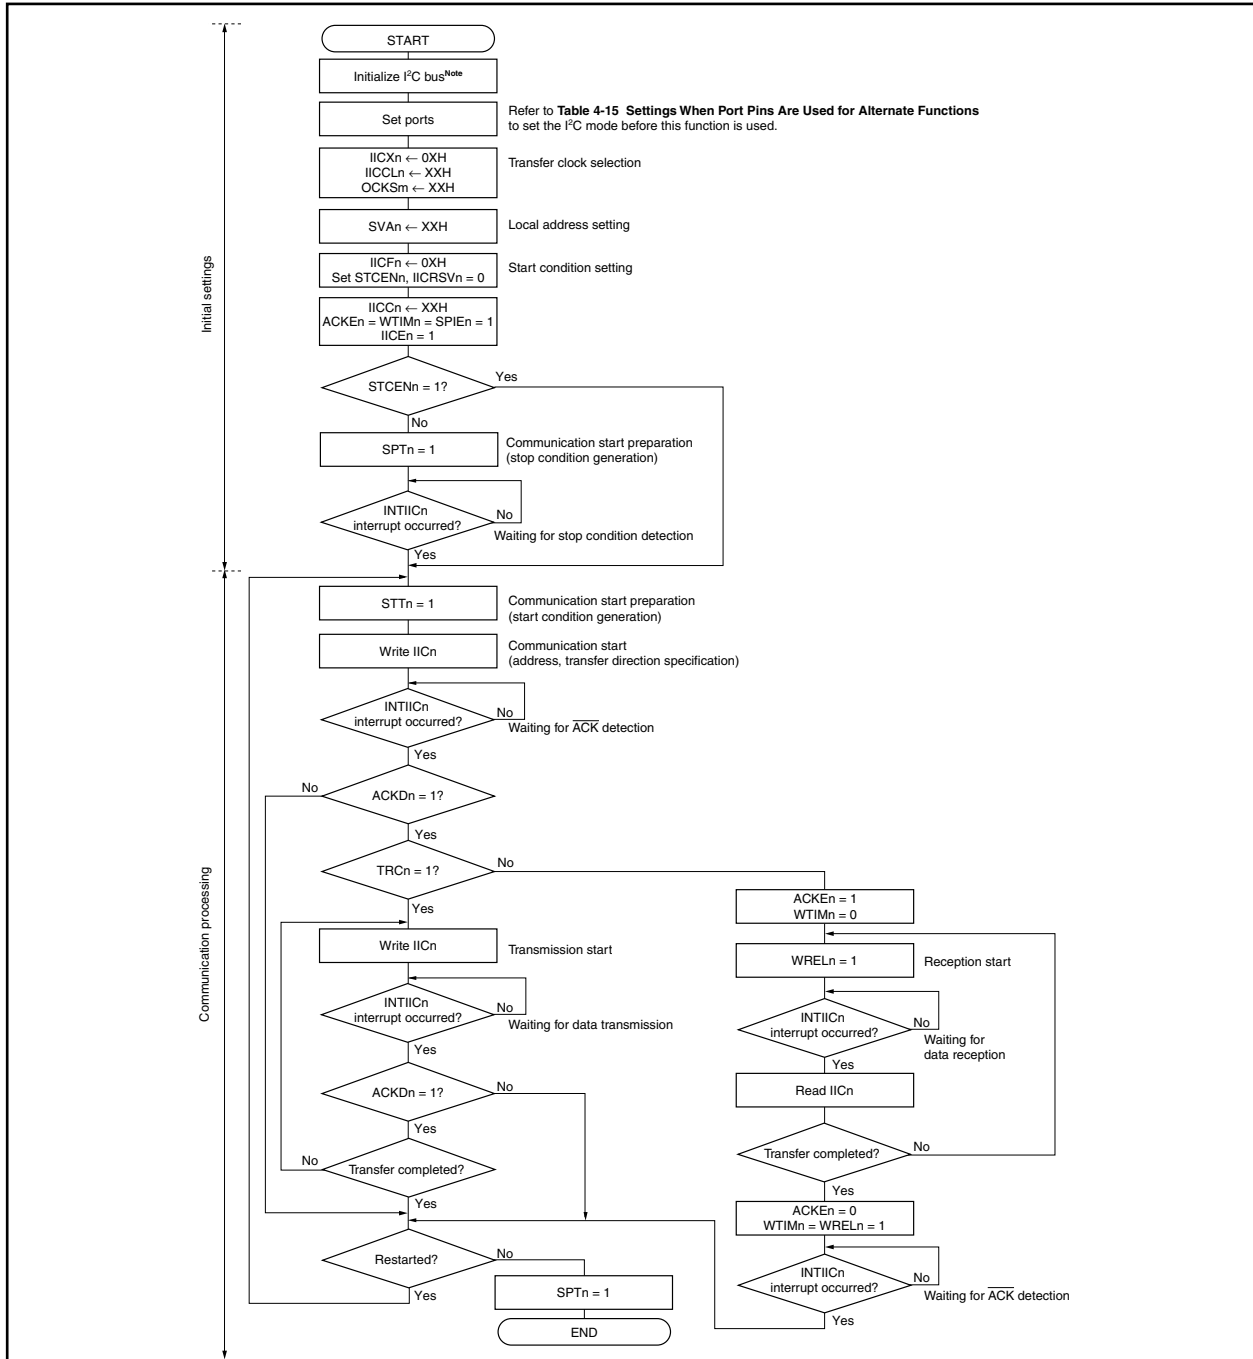 START
Initialize I²C busNote
Set ports
Refer to Table 4-15 Settings When Port Pins Are Used for Alternate Functions
to set the I²C mode before this function is used.
IICXn ← 0XH
IICCLn ← XXH
OCKSm ← XXH
Transfer clock selection
SVAn ← XXH
Local address setting
IICFn ← 0XH
Set STCENn, IICRSVn = 0
Start condition setting
IICCn ← XXH
ACKEn = WTIMn = SPIEn = 1
IICEn = 1
Initial settings
STCENn = 1?
Yes
No
SPTn = 1
Communication start preparation
(stop condition generation)
INTIICn
interrupt occurred?
No
Waiting for stop condition detection
Yes
STTn = 1
Communication start preparation
(start condition generation)
Write IICn
Communication start
(address, transfer direction specification)
INTIICn
interrupt occurred?
No
Waiting for A̅C̅K̅ detection
Yes
ACKDn = 1?
No
Yes
TRCn = 1?
No
Yes
Communication processing
Write IICn
Transmission start
INTIICn
interrupt occurred?
No
Waiting for data transmission
Yes
ACKDn = 1?
No
Yes
Transfer completed?
No
Yes
Restarted?
No
Yes
SPTn = 1
END
ACKEn = 1
WTIMn = 0
WRELn = 1
Reception start
INTIICn
interrupt occurred?
No
Waiting for
data reception
Yes
Read IICn
Transfer completed?
No
Yes
ACKEn = 0
WTIMn = WRELn = 1
INTIICn
interrupt occurred?
No
Waiting for A̅C̅K̅ detection
Yes